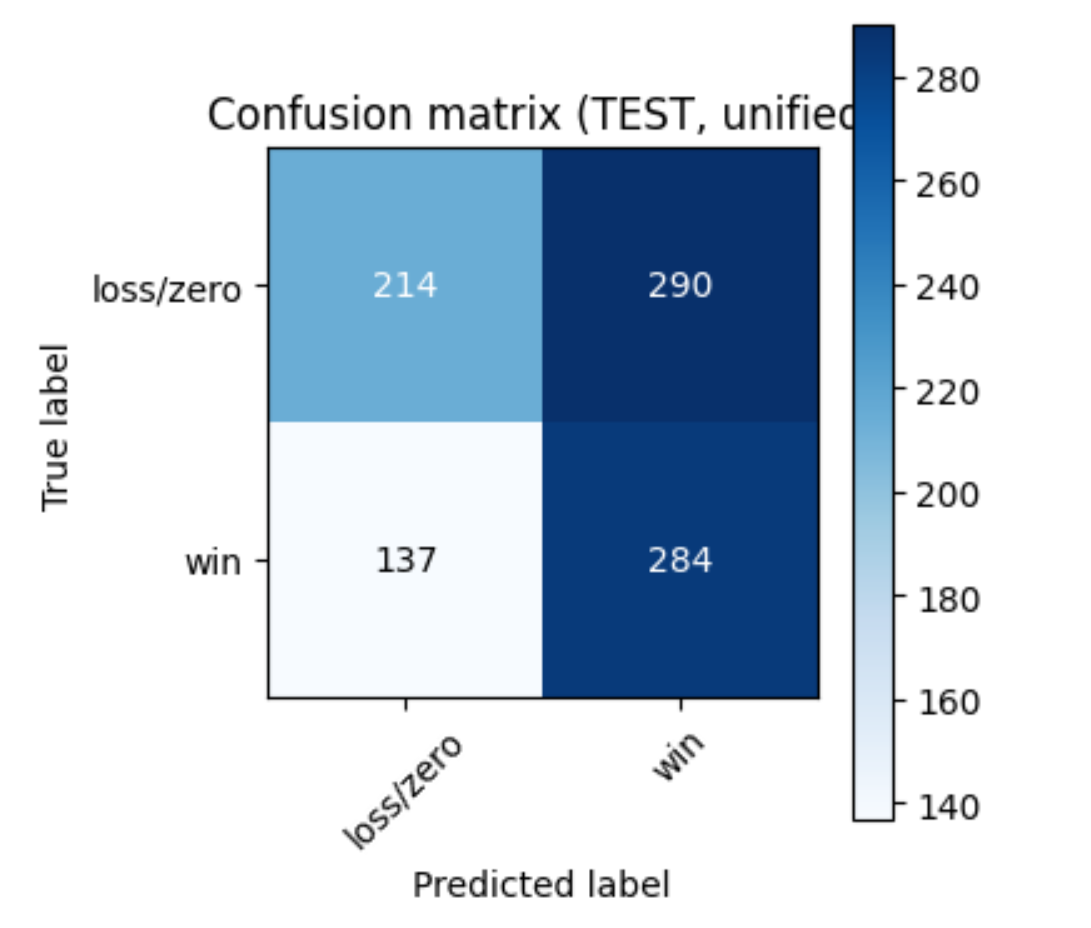 Confusion matrix (TEST, unified
280
260
240
220
200
180
160
140
True label
loss/zero
214
290
win
137
284
loss/zero
win
Predicted label